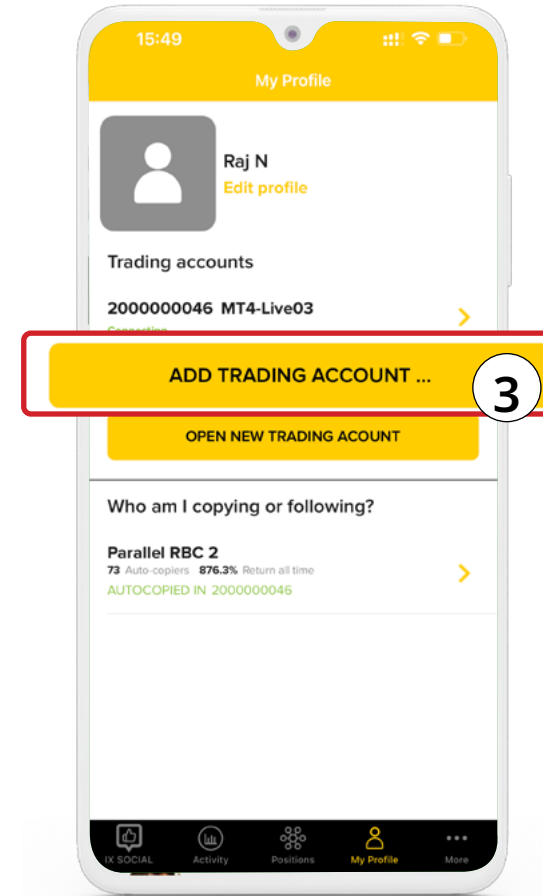 15:49
My Profile
Raj N
Edit profile
Trading accounts
2000000046 MT4-Live03
Connecting
ADD TRADING ACCOUNT ...
3
OPEN NEW TRADING ACOUNT
Who am I copying or following?
Parallel RBC 2
73 Auto-copiers 876.3% Return all time
AUTOCOPIED IN 2000000046
IX SOCIAL Activity Positions My Profile More